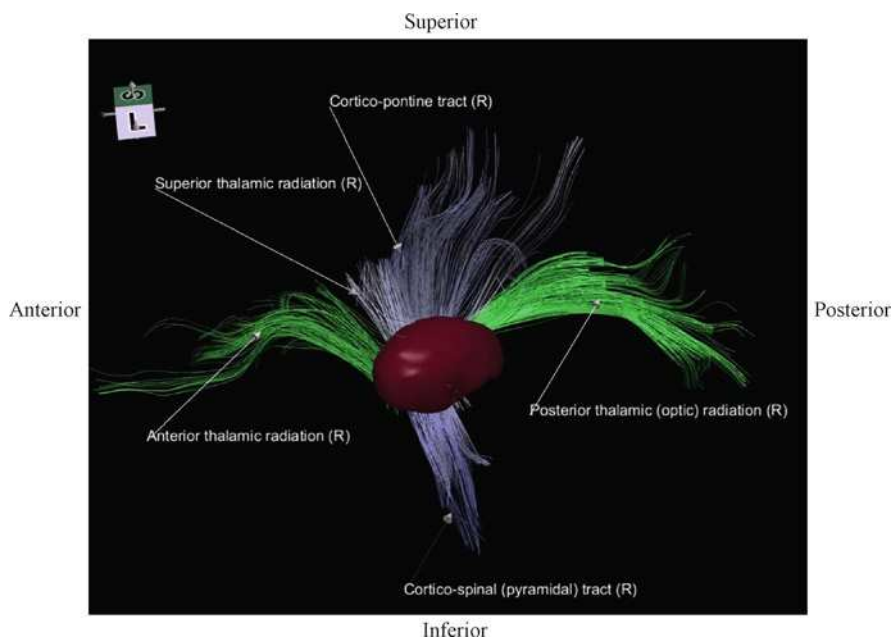 Superior
Cortico-pontine tract (R)
L
Superior thalamic radiation (R)
Anterior
Posterior
Posterior thalamic (optic) radiation (R)
Anterior thalamic radiation (R)
Cortico-spinal (pyramidal) tract (R)
Inferior